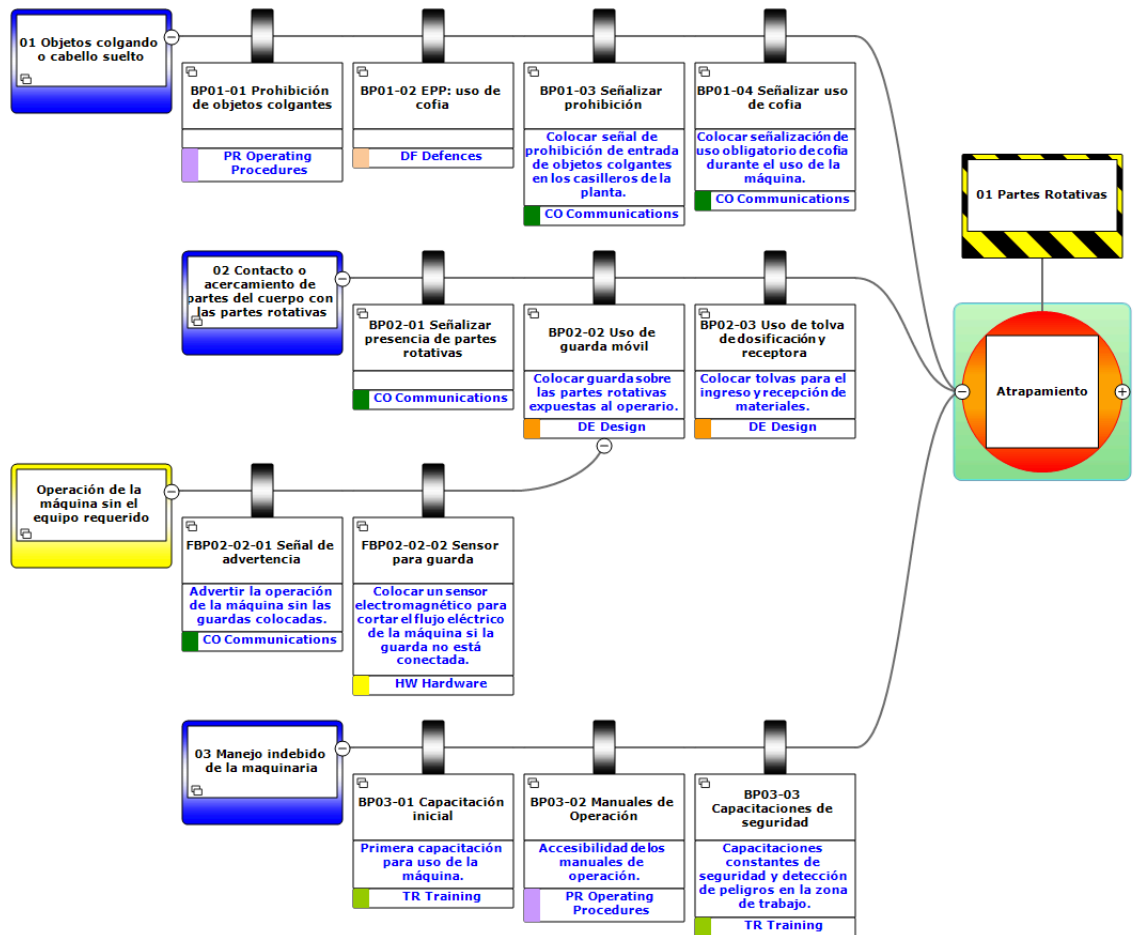 01 Objetos colgando
o cabello suelto
BP01-01 Prohibición
de objetos colgantes
PR Operating
Procedures
BP01-02 EPP: uso de
cofia
DF Defences
BP01-03 Señalizar
prohibición
Colocar señal de
prohibición de entrada
de objetos colgantes
en los casilleros de la
planta.
CO Communications
BP01-04 Señalizar uso
de cofia
Colocar señalización de
uso obligatorio de cofia
durante el uso de la
máquina.
CO Communications
01 Partes Rotativas
02 Contacto o
acercamiento de
partes del cuerpo con
las partes rotativas
BP02-01 Señalizar
presencia de partes
rotativas
CO Communications
BP02-02 Uso de
guarda móvil
Colocar guarda sobre
las partes rotativas
expuestas al operario.
DE Design
BP02-03 Uso de tolva
de dosificación y
receptora
Colocar tolvas para el
ingreso y recepción de
materiales.
DE Design
Atrapamiento
Operación de la
máquina sin el
equipo requerido
FBP02-02-01 Señal de
advertencia
Advertir la operación
de la máquina sin las
guardas colocadas.
CO Communications
FBP02-02-02 Sensor
para guarda
Colocar un sensor
electromagnético para
cortar el flujo eléctrico
de la máquina si la
guarda no está
conectada.
HW Hardware
03 Manejo indebido
de la maquinaria
BP03-01 Capacitación
inicial
Primera capacitación
para uso de la
máquina.
TR Training
BP03-02 Manuales de
Operación
Accesibilidad de los
manuales de
operación.
PR Operating
Procedures
BP03-03
Capacitaciones de
seguridad
Capacitaciones
constantes de
seguridad y detección
de peligros en la zona
de trabajo.
TR Training